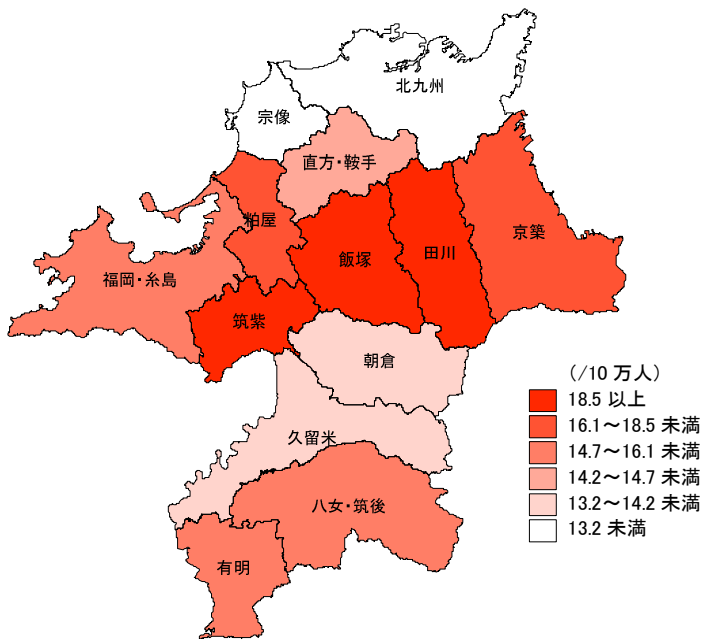 北九州
宗像
直方・鞍手
粕屋
京築
田川
飯塚
福岡・糸島
筑紫
朝倉
久留米
八女・筑後
有明
(/10 万人)
18.5 以上
16.1～18.5 未満
14.7～16.1 未満
14.2～14.7 未満
13.2～14.2 未満
13.2 未満